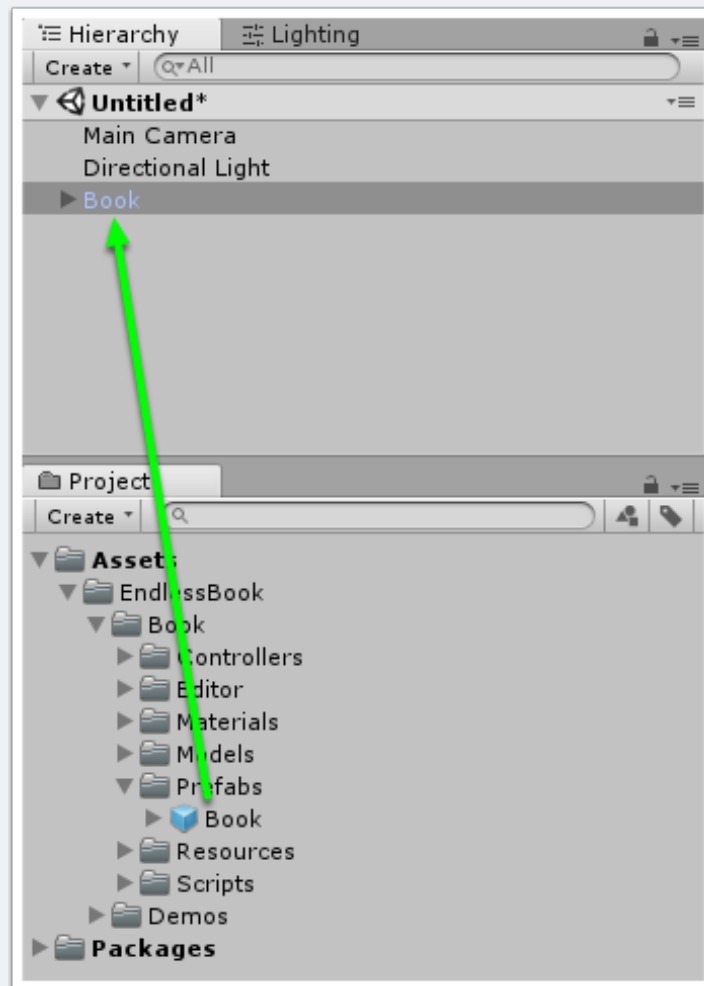 Hierarchy Lighting
Create All
Untitled*
Main Camera
Directional Light
Book
Project
Create
Assets
EndlessBook
Book
Controllers
Editor
Materials
Models
Prefabs
Book
Resources
Scripts
Demos
Packages